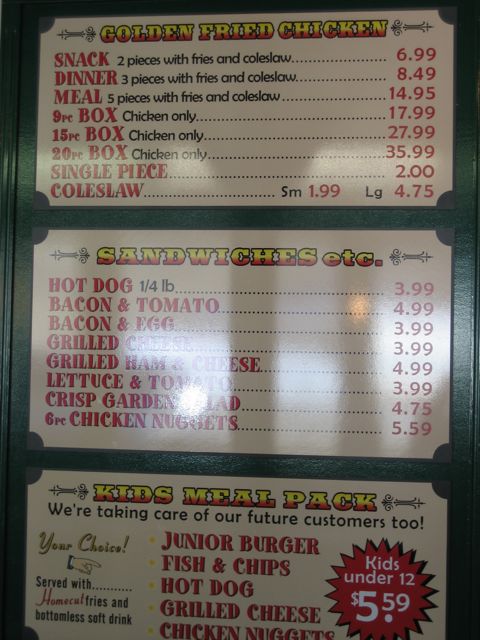 GOLDEN FRIED CHICKEN
SNACK 2 pieces with fries and coleslaw 6.99
DINNER 3 pieces with fries and coleslaw 8.49
MEAL 5 pieces with fries and coleslaw 14.95
9PC BOX Chicken only 17.99
15PC BOX Chicken only 27.99
20PC BOX Chicken only 35.99
SINGLE PIECE 2.00
COLESLAW Sm 1.99 Lg 4.75
SANDWICHES etc.
HOT DOG 1/4 lb 3.99
BACON & TOMATO 4.99
BACON & EGG 3.99
GRILLED CHEESE 3.99
GRILLED HAM & CHEESE 4.99
LETTUCE & TOMATO 3.99
CRISP GARDEN SALAD 4.75
6PC CHICKEN NUGGETS 5.59
KIDS MEAL PACK
We're taking care of our future customers too!
Your Choice!
Served with
Homecut fries and
bottomless soft drink
JUNIOR BURGER
FISH & CHIPS
HOT DOG
GRILLED CHEESE
CHICKEN NUGGETS
Kids
under 12
$5.59